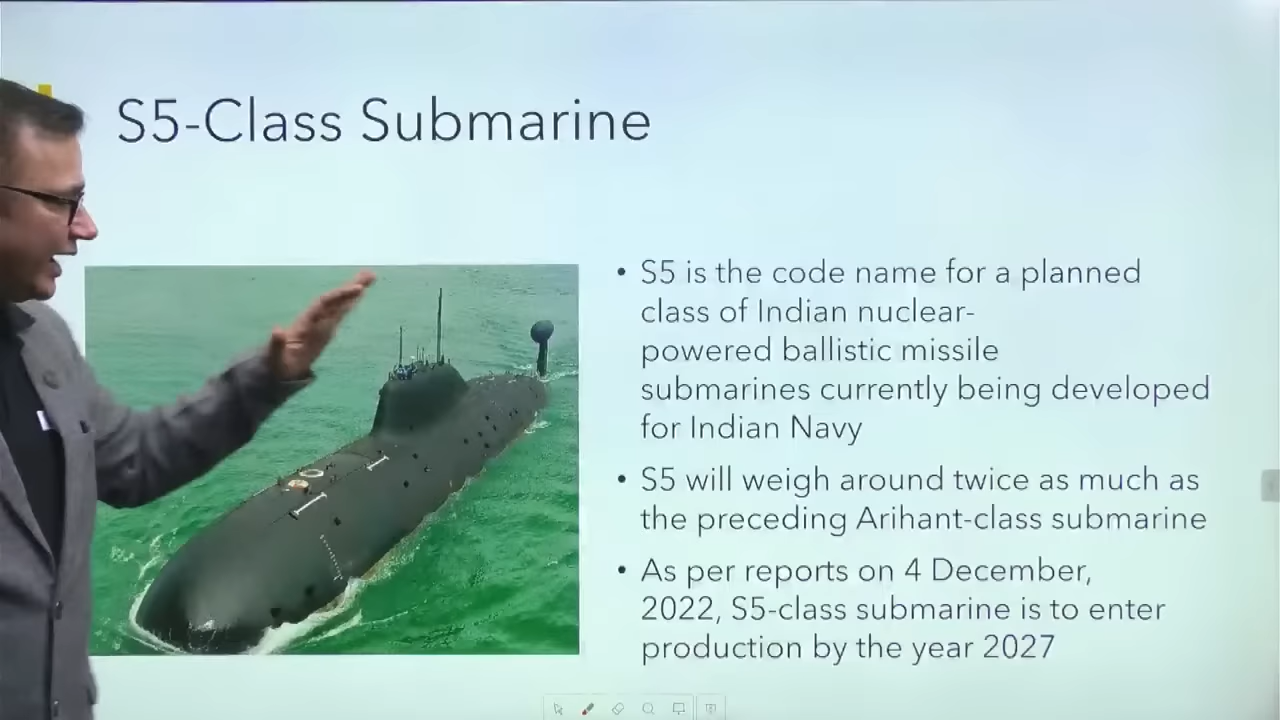 S5-Class Submarine
• S5 is the code name for a planned
class of Indian nuclear-
powered ballistic missile
submarines currently being developed
for Indian Navy
• S5 will weigh around twice as much as
the preceding Arihant-class submarine
• As per reports on 4 December,
2022, S5-class submarine is to enter
production by the year 2027